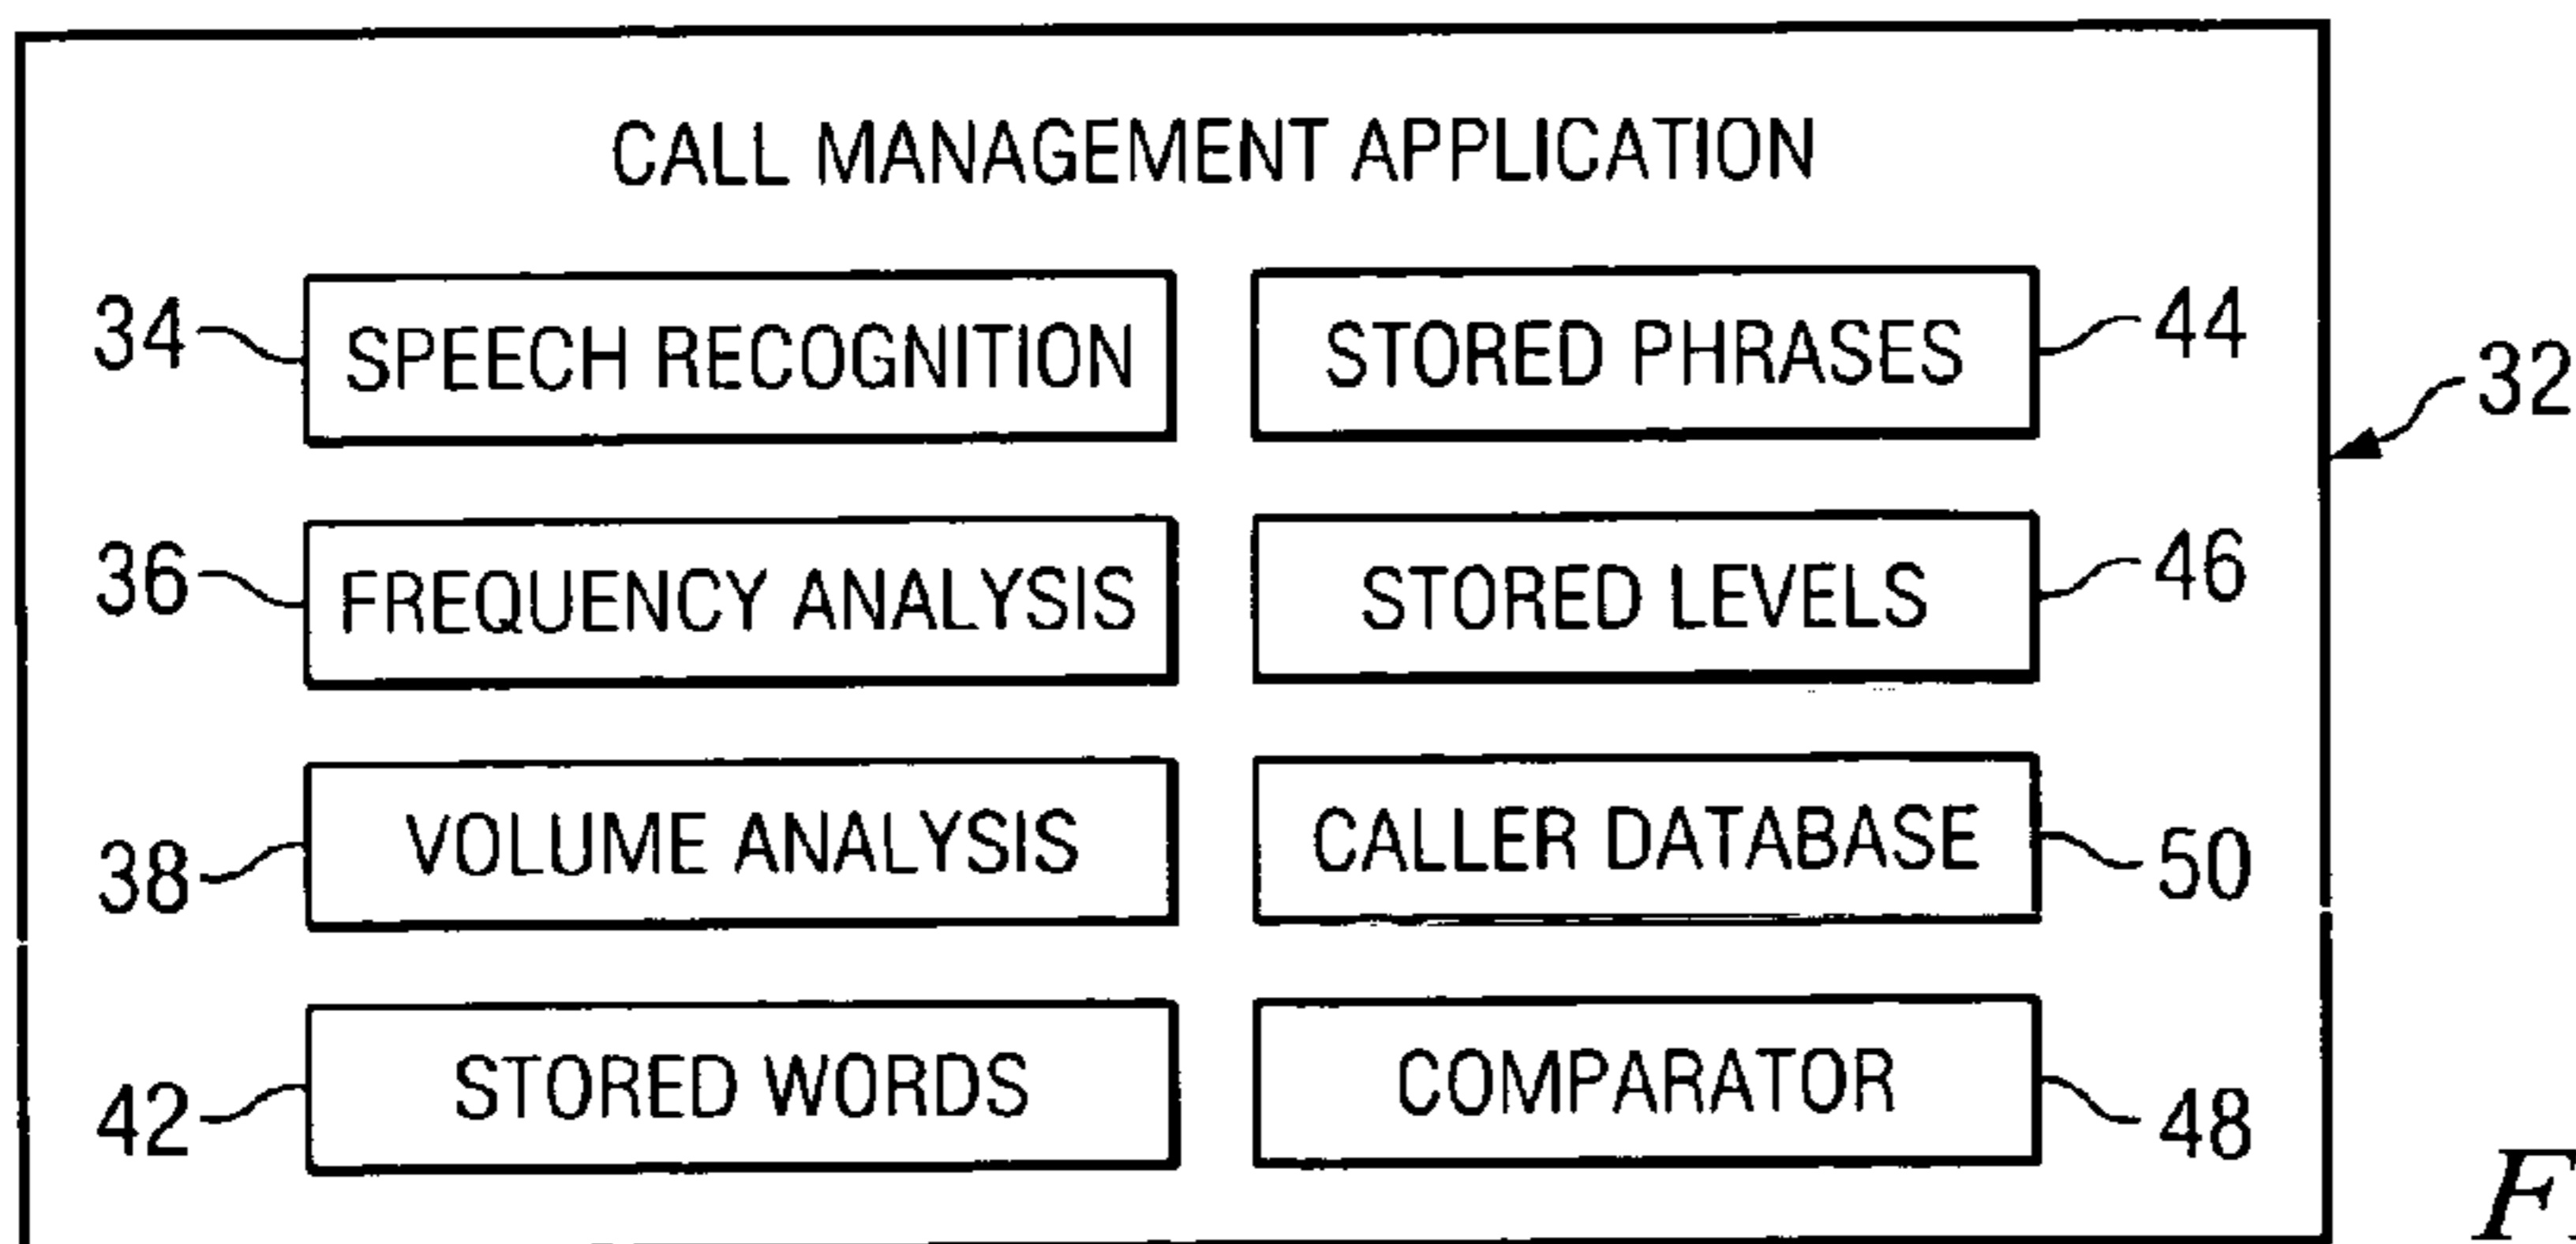 CALL MANAGEMENT APPLICATION
34 SPEECH RECOGNITION STORED PHRASES 44
32
36 FREQUENCY ANALYSIS STORED LEVELS 46
38 VOLUME ANALYSIS CALLER DATABASE 50
42 STORED WORDS COMPARATOR 48
F